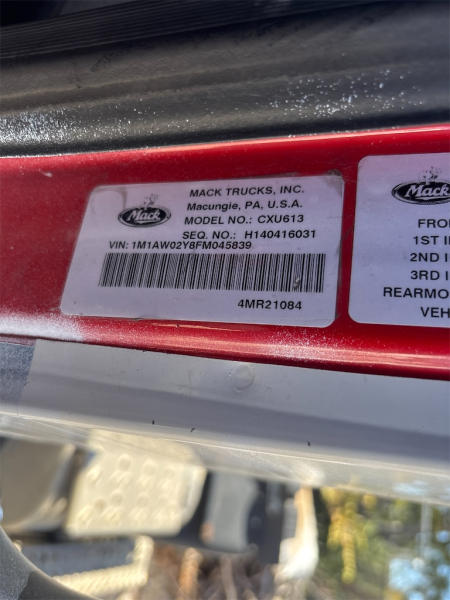 Mack
MACK TRUCKS, INC.
Macungie, PA, U.S.A.
MODEL NO.: CXU613
SEQ. NO.: H140416031
VIN: 1M1AW02Y8FM045839
4MR21084
Mack
FRO
1ST I
2ND I
3RD I
REARMO
VEH